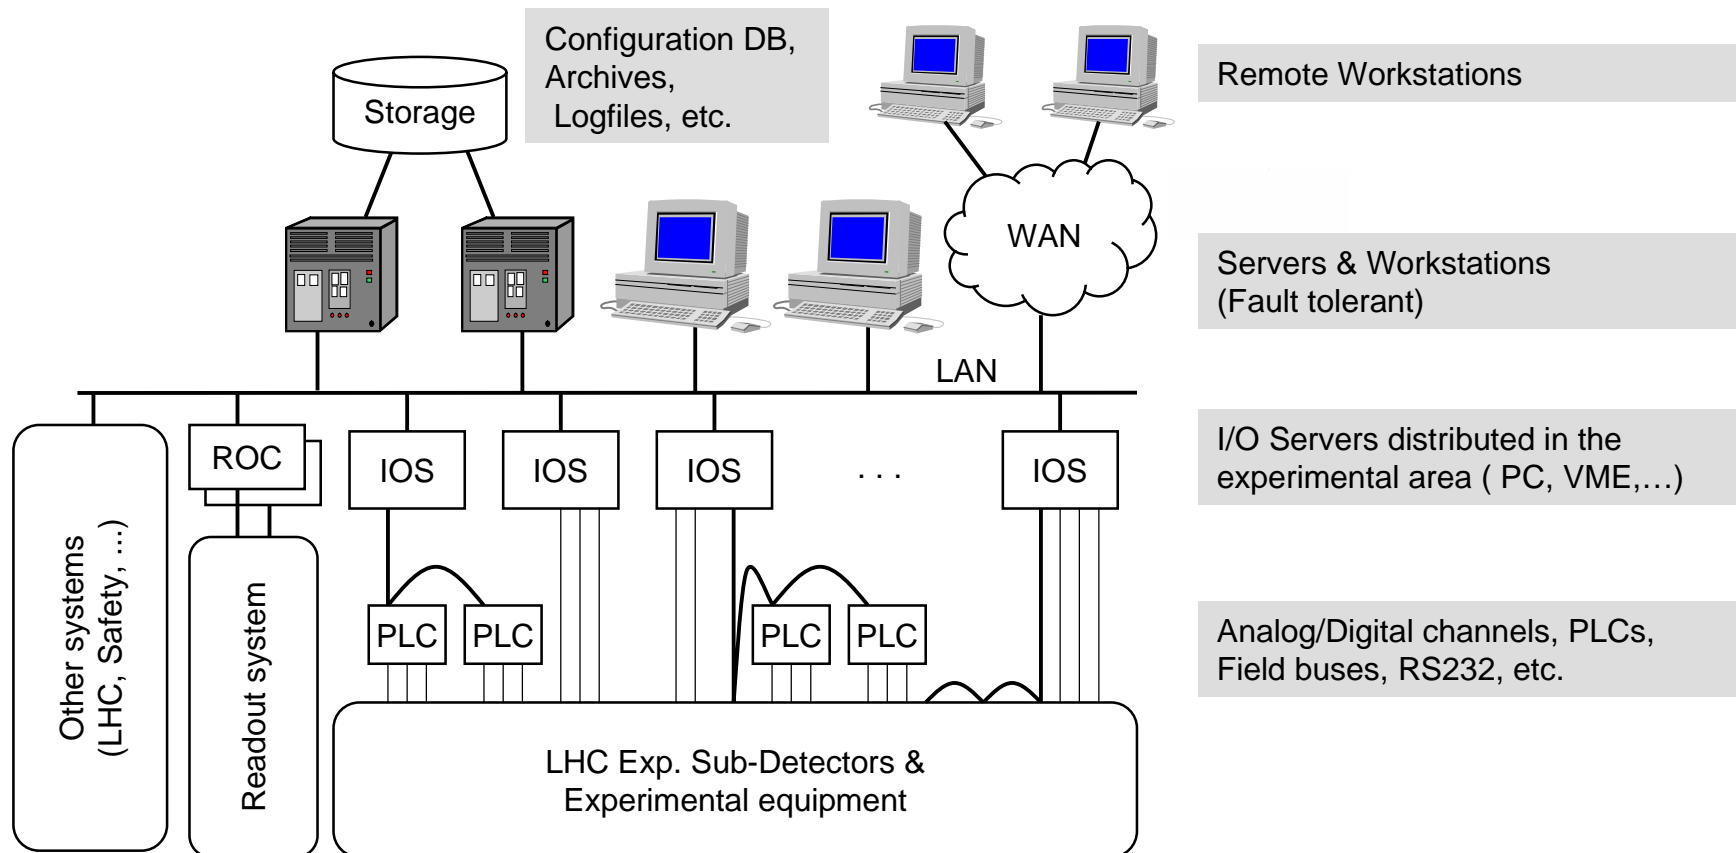 Configuration DB,
Archives,
Logfiles, etc.
Storage
Remote Workstations
WAN
Servers & Workstations
(Fault tolerant)
LAN
ROC
IOS
IOS
IOS
. . .
IOS
I/O Servers distributed in the
experimental area ( PC, VME,…)
Other systems
(LHC, Safety, ...)
Readout system
PLC
PLC
PLC
PLC
Analog/Digital channels, PLCs,
Field buses, RS232, etc.
LHC Exp. Sub-Detectors &
Experimental equipment